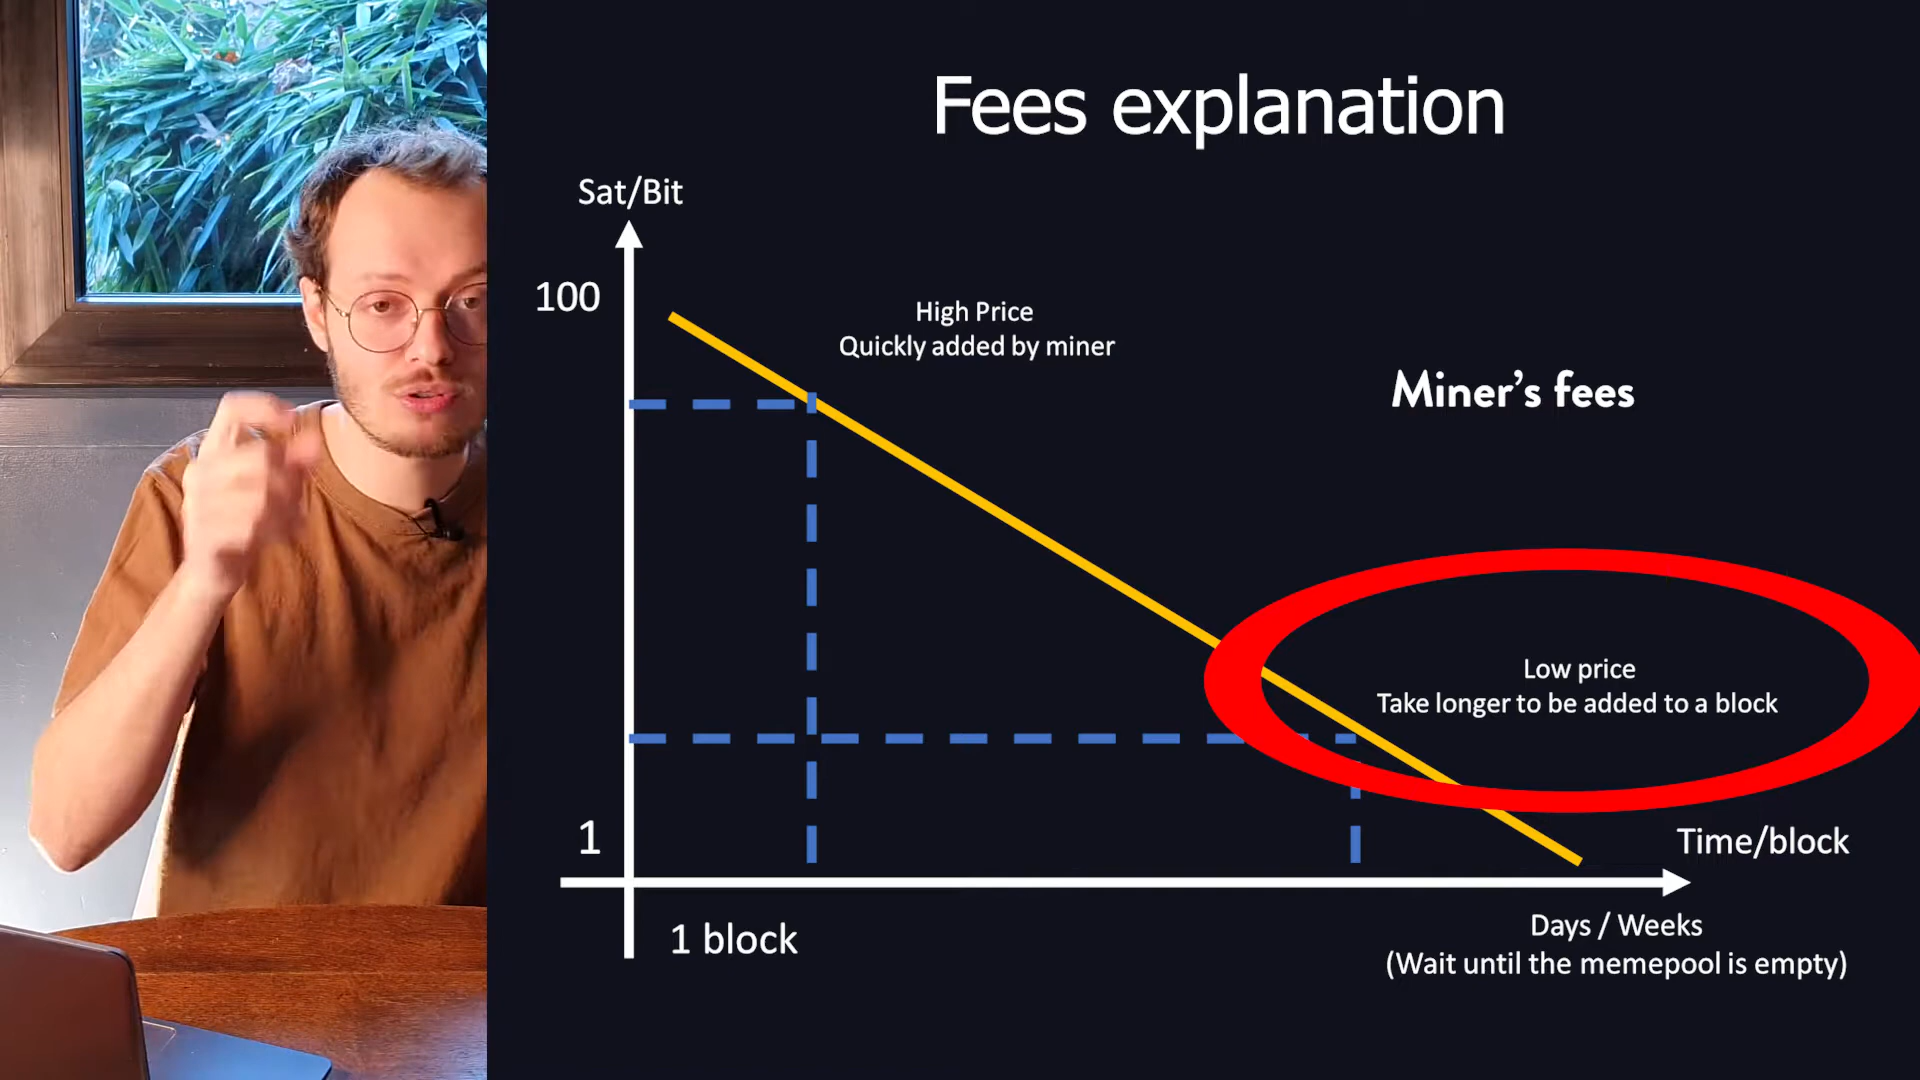 Fees explanation
Sat/Bit
100
High Price
Quickly added by miner
Miner's fees
Low price
Take longer to be added to a block
1
Time/block
1 block
Days / Weeks
(Wait until the memepool is empty)